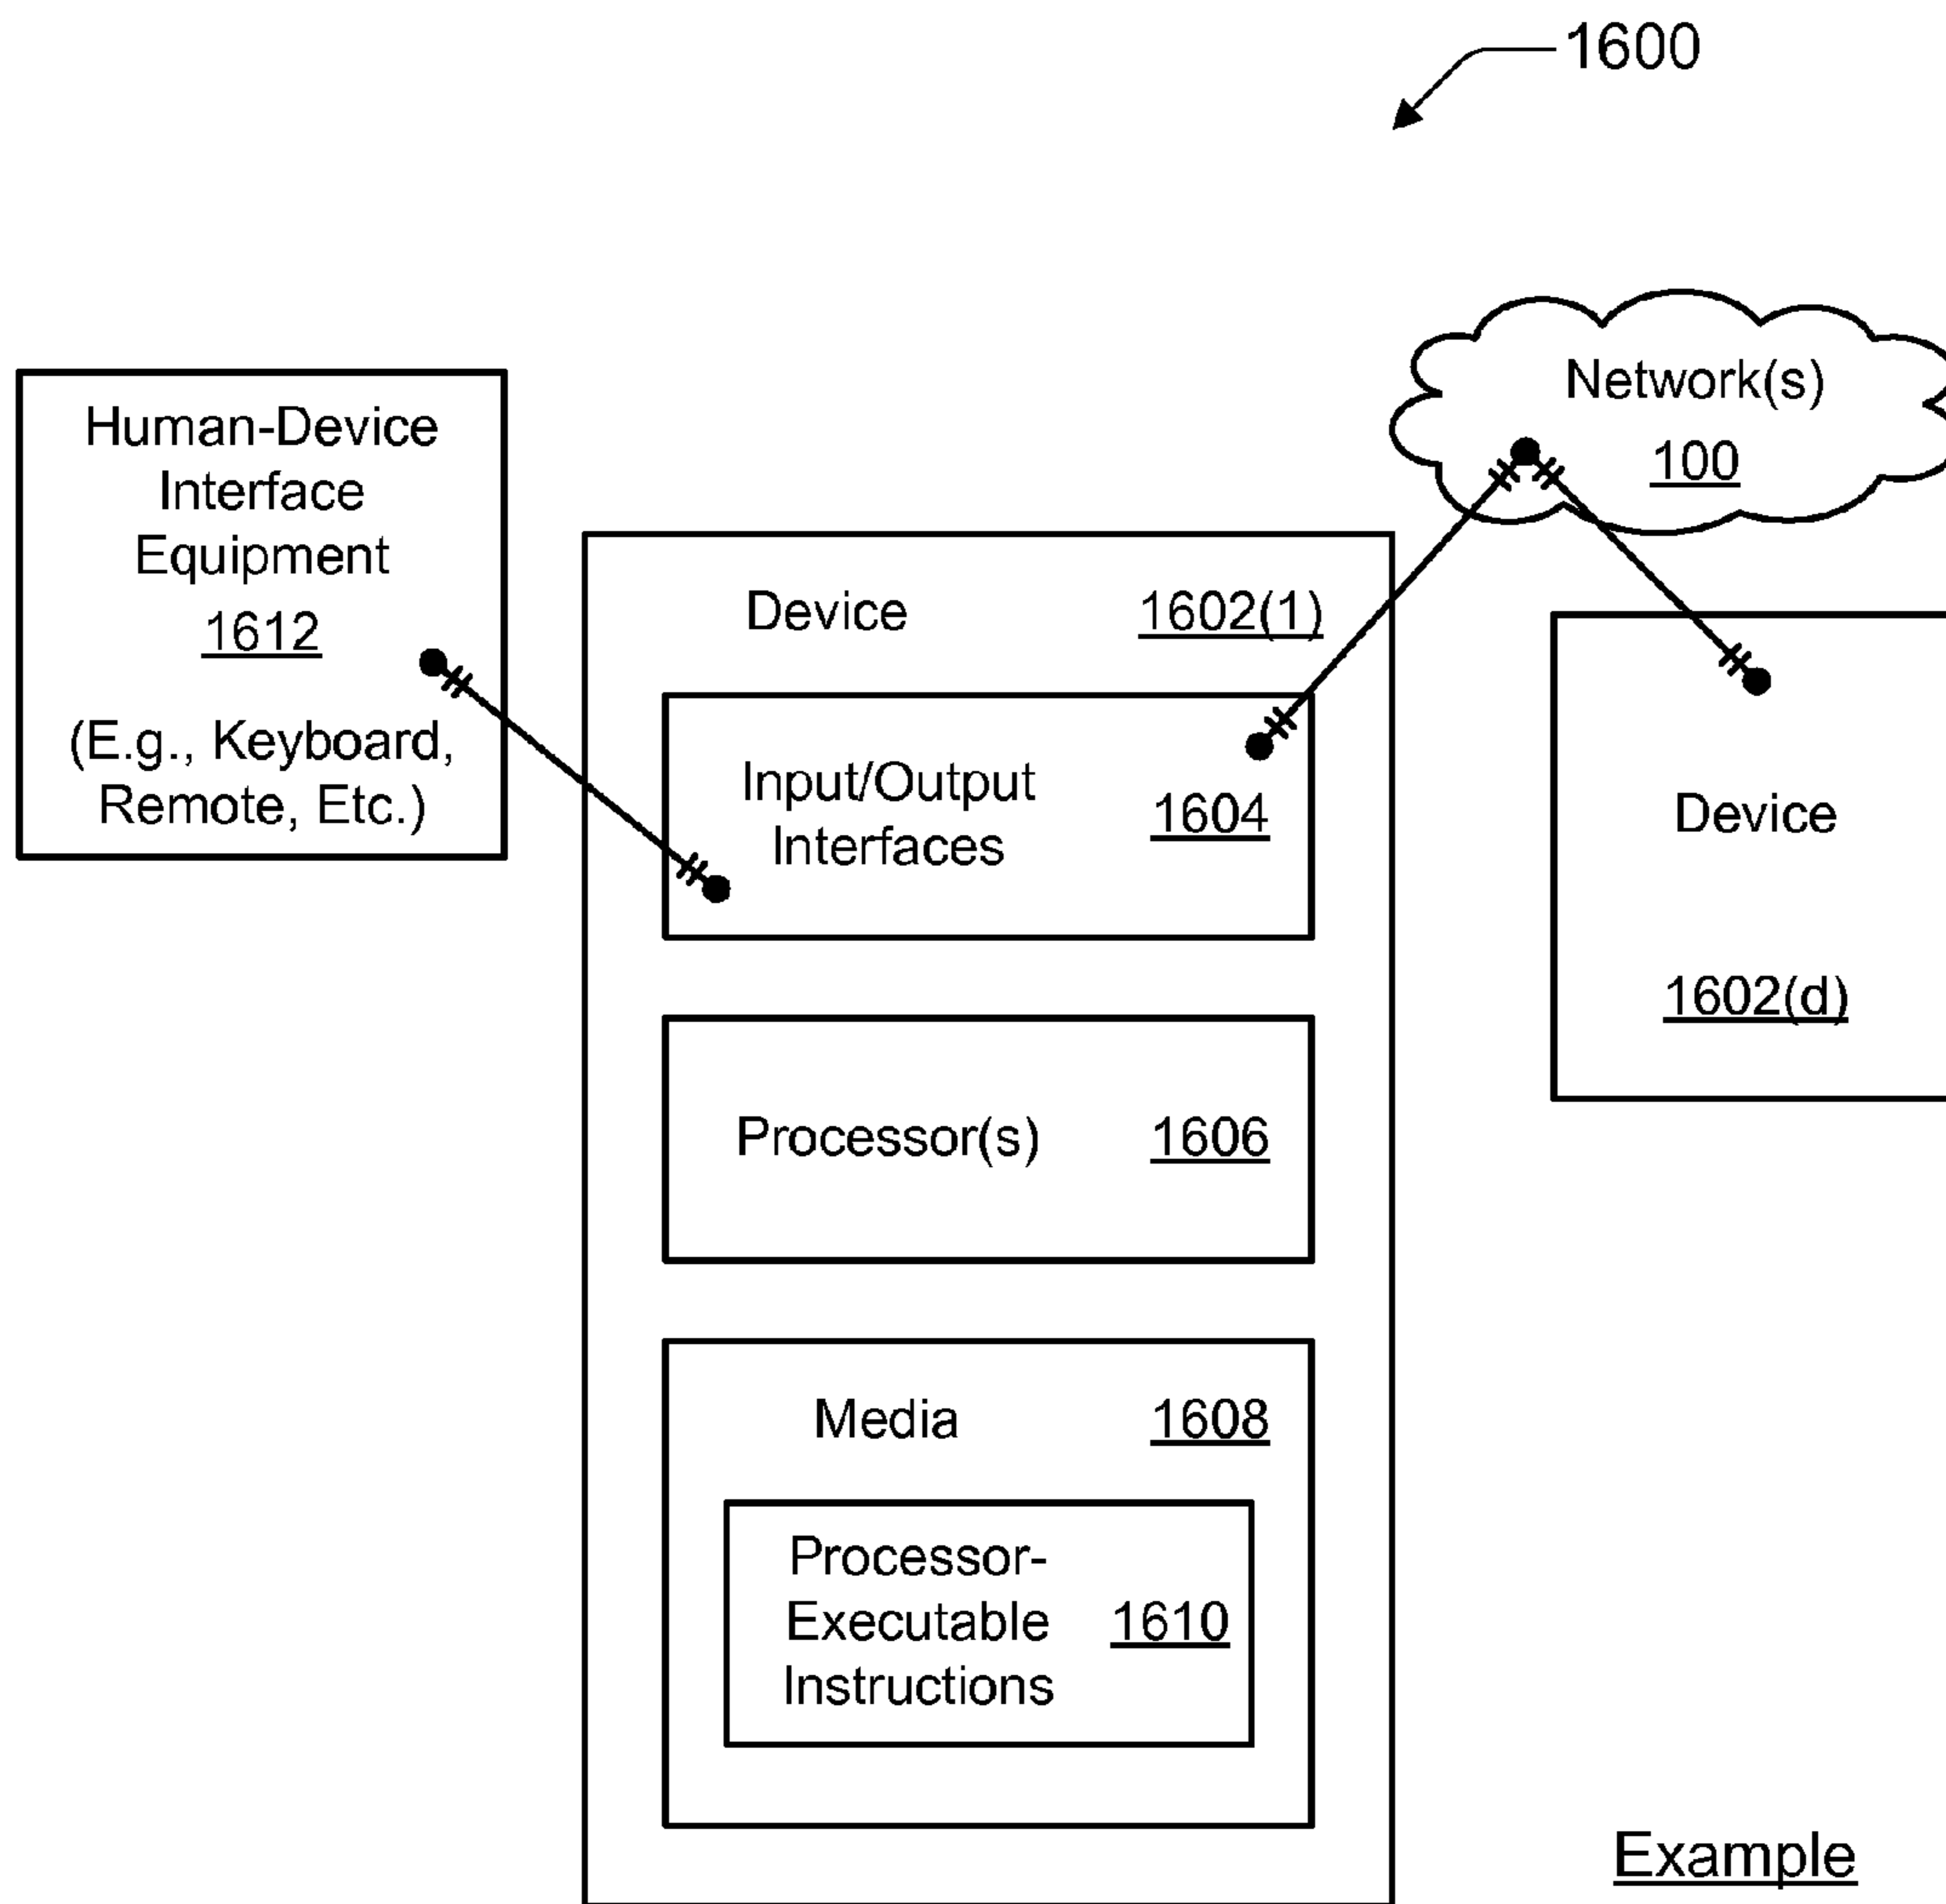 1600
Network(s)
100
Human-Device
Interface
Equipment
1612
(E.g., Keyboard,
Remote, Etc.)
Device 1602(1)
Input/Output
Interfaces
1604
Processor(s) 1606
Media 1608
Processor-
Executable
Instructions
1610
Device
1602(d)
Example